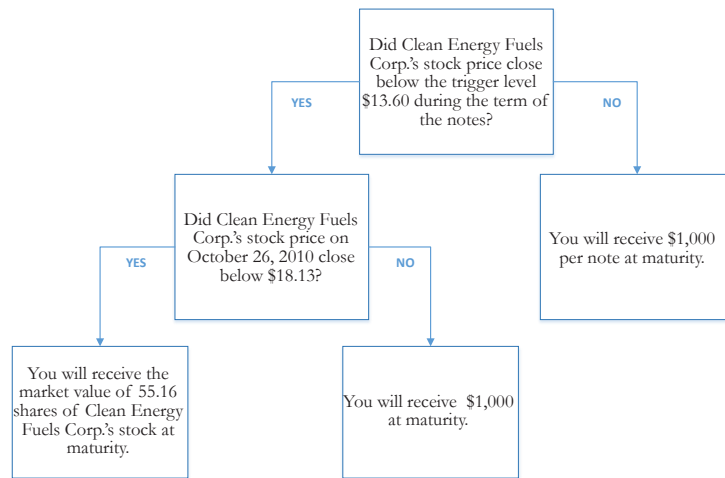 Did Clean Energy Fuels
Corp.'s stock price close
below the trigger level
$13.60 during the term of
the notes?
YES
NO
Did Clean Energy Fuels
Corp.'s stock price on
October 26, 2010 close
below $18.13?
You will receive $1,000
per note at maturity.
YES
NO
You will receive the
market value of 55.16
shares of Clean Energy
Fuels Corp.'s stock at
maturity.
You will receive $1,000
at maturity.